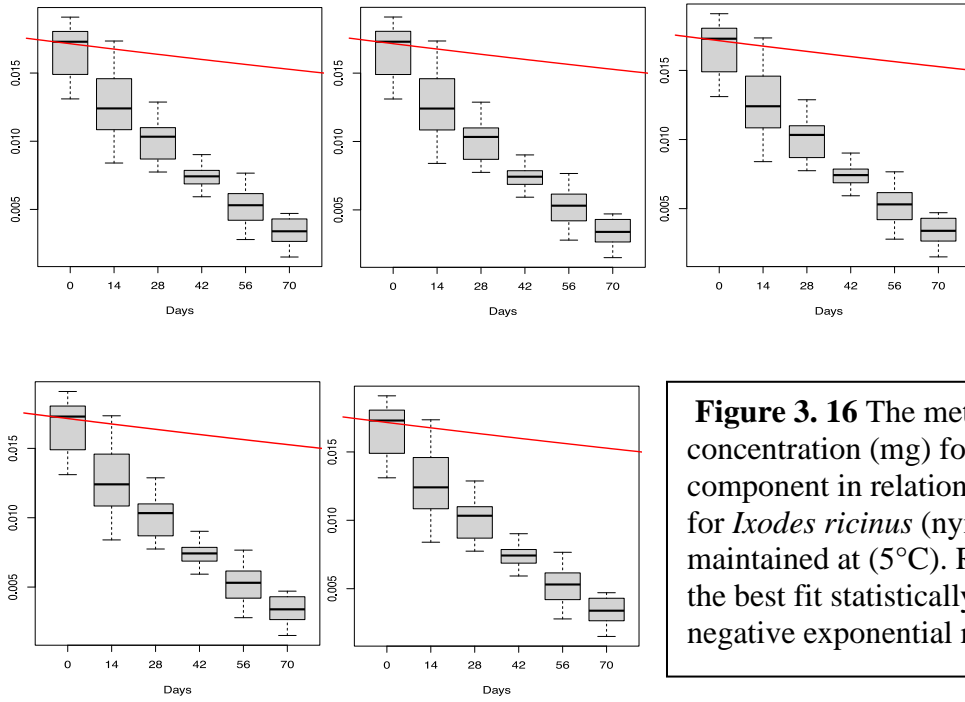 0.015
0.010
0.005
0 14 28 42 56 70
Days
0.015
0.010
0.005
0 14 28 42 56 70
Days
0.015
0.010
0.005
0 14 28 42 56 70
Days
0.015
0.010
0.005
0 14 28 42 56 70
Days
0.015
0.010
0.005
0 14 28 42 56 70
Days
Figure 3. 16 The met
concentration (mg) fo
component in relation
for Ixodes ricinus (ny
maintained at (5°C).
the best fit statistically
negative exponential